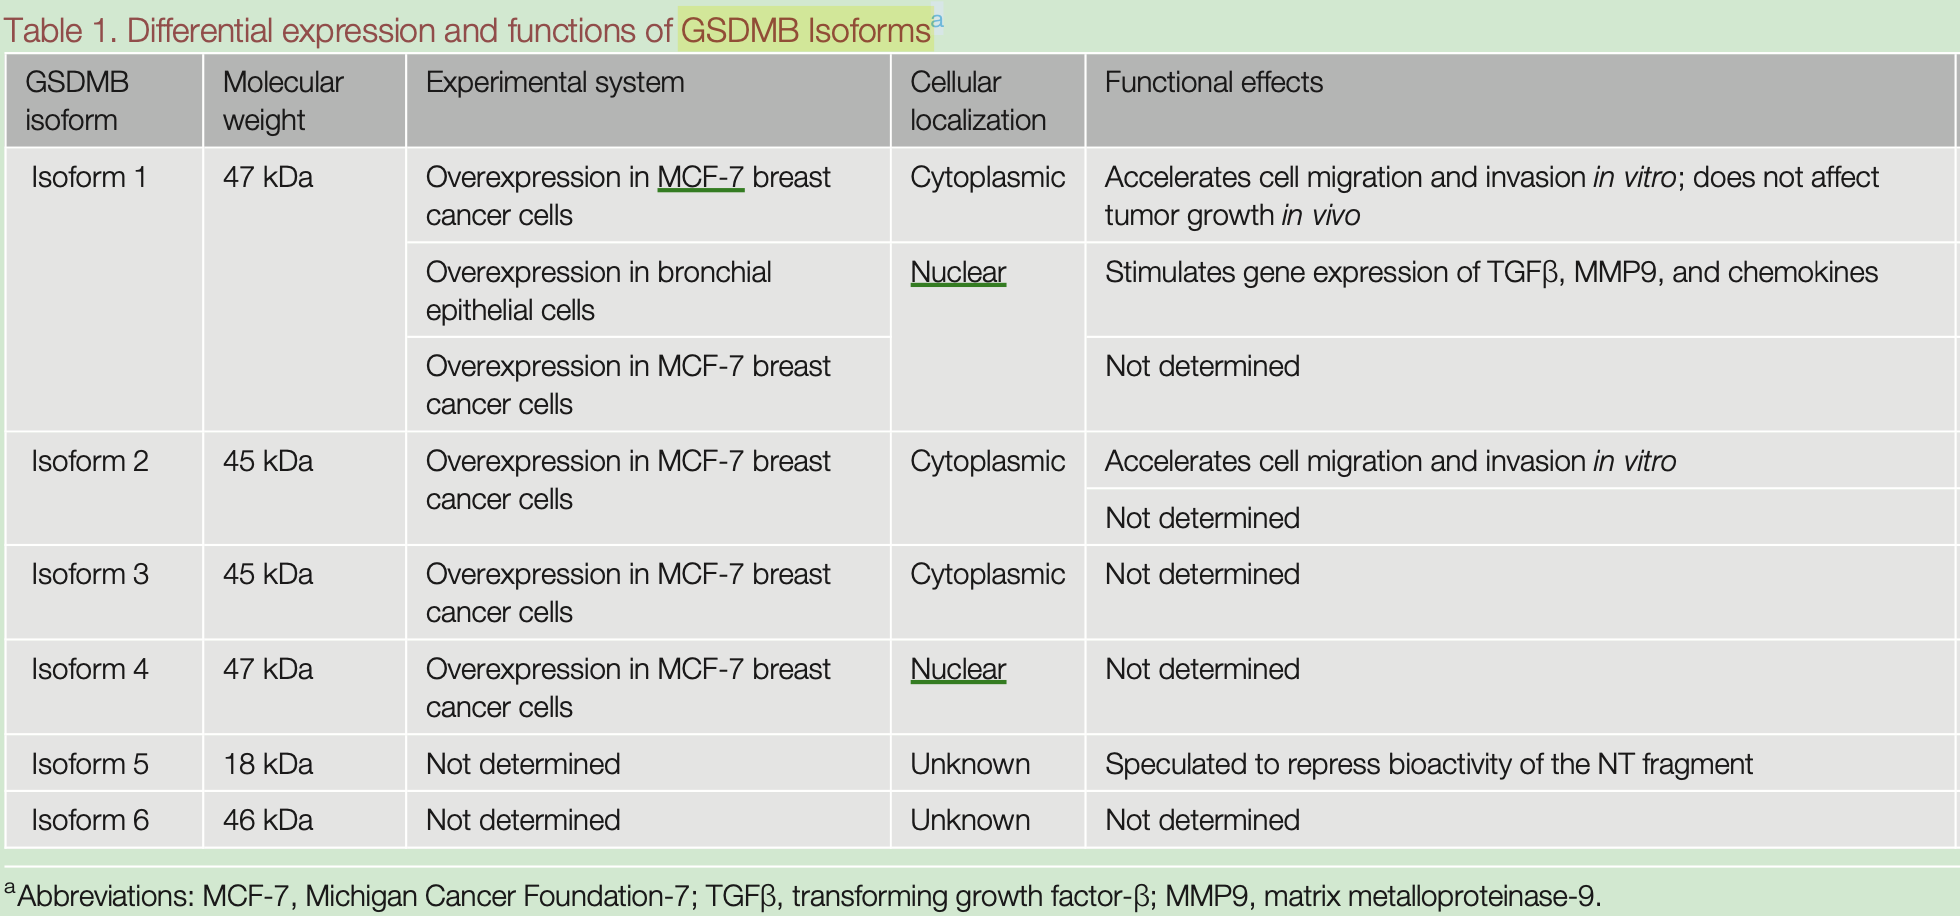 Table 1. Differential expression and functions of GSDMB Isoformsa
GSDMB isoform Molecular weight Experimental system Cellular localization Functional effects
Isoform 1 47 kDa Overexpression in MCF-7 breast Cytoplasmic Accelerates cell migration and invasion in vitro; does not affect
cancer cells tumor growth in vivo
Overexpression in bronchial Nuclear Stimulates gene expression of TGFβ, MMP9, and chemokines
epithelial cells
Overexpression in MCF-7 breast Not determined
cancer cells
Isoform 2 45 kDa Overexpression in MCF-7 breast Cytoplasmic Accelerates cell migration and invasion in vitro
cancer cells
Not determined
Isoform 3 45 kDa Overexpression in MCF-7 breast Cytoplasmic Not determined
cancer cells
Isoform 4 47 kDa Overexpression in MCF-7 breast Nuclear Not determined
cancer cells
Isoform 5 18 kDa Not determined Unknown Speculated to repress bioactivity of the NT fragment
Isoform 6 46 kDa Not determined Unknown Not determined
aAbbreviations: MCF-7, Michigan Cancer Foundation-7; TGFβ, transforming growth factor-β; MMP9, matrix metalloproteinase-9.